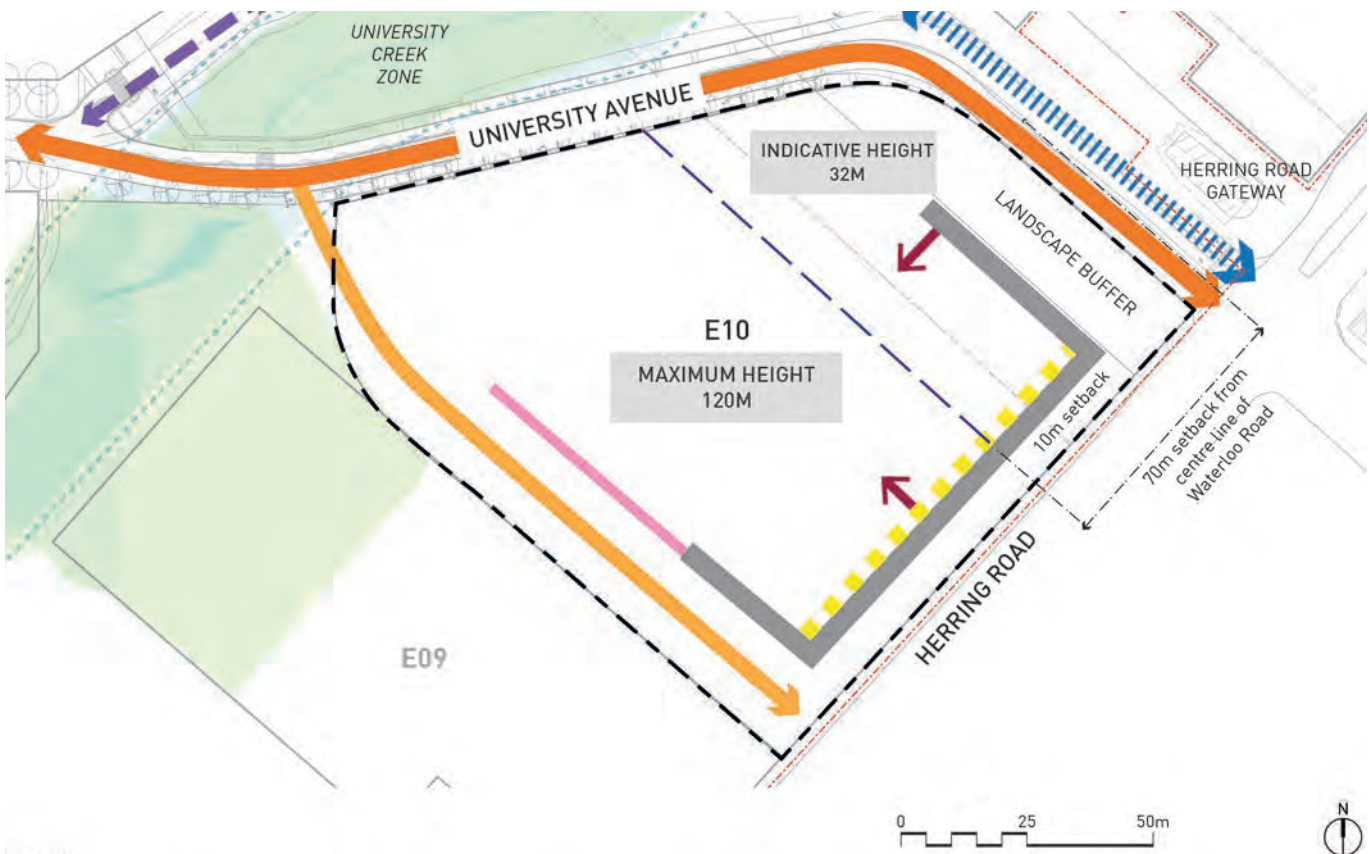 UNIVERSITY
CREEK
ZONE
UNIVERSITY AVENUE
INDICATIVE HEIGHT
32M
HERRING ROAD
GATEWAY
LANDSCAPE BUFFER
E10
MAXIMUM HEIGHT
120M
10m setback
70m setback from
centre line of
Waterloo Road
HERRING ROAD
E09
0 25 50m
N